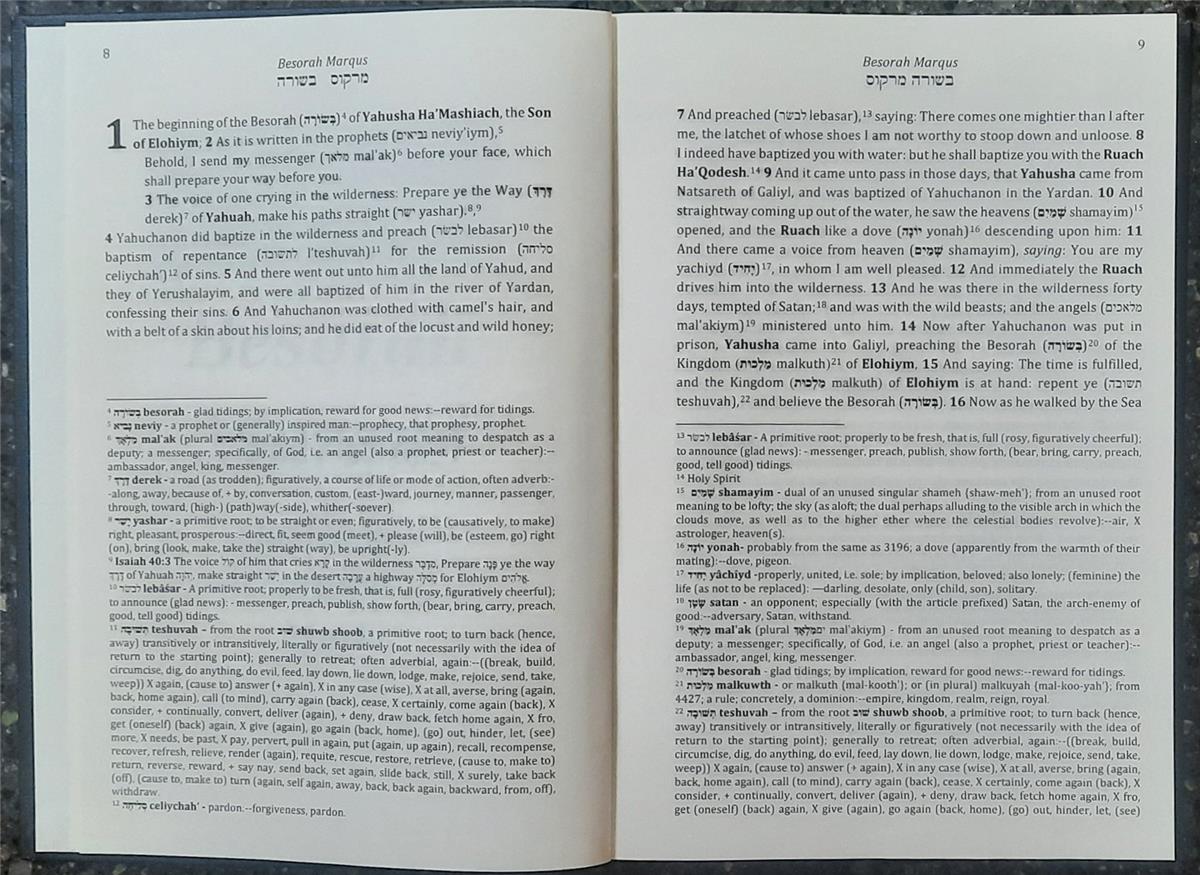 8
Besorah Marqus
מרקוס בשורה
1 The beginning of the Besorah (בְּשׂוֹרָה)⁴ of Yahusha Ha'Mashiach, the Son
of Elohiym; 2 As it is written in the prophets (נביאים neviy'iym),⁵
Behold, I send my messenger (מלאך mal'ak)⁶ before your face, which
shall prepare your way before you.
3 The voice of one crying in the wilderness: Prepare ye the Way (דֶּרֶךְ
derek)⁷ of Yahuah, make his paths straight (ישר yashar).⁸,⁹
4 Yahuchanon did baptize in the wilderness and preach (לבשׂר lebasar)¹⁰ the
baptism of repentance (לתשובה l'teshuvah)¹¹ for the remission (סליחה
celiychah')¹² of sins. 5 And there went out unto him all the land of Yahud, and
they of Yerushalayim, and were all baptized of him in the river of Yardan,
confessing their sins. 6 And Yahuchanon was clothed with camel's hair, and
with a belt of a skin about his loins; and he did eat of the locust and wild honey;
⁴ בְּשׂוֹרָה besorah - glad tidings; by implication, reward for good news:--reward for tidings.
⁵ נָבִיא neviy - a prophet or (generally) inspired man:--prophecy, that prophesy, prophet.
⁶ מַלְאָךְ mal'ak (plural מלאכים mal'akiym) - from an unused root meaning to despatch as a
deputy; a messenger; specifically, of God, i.e. an angel (also a prophet, priest or teacher):--
ambassador, angel, king, messenger.
⁷ דֶּרֶךְ derek - a road (as trodden); figuratively, a course of life or mode of action, often adverb:-
-along, away, because of, + by, conversation, custom, (east-)ward, journey, manner, passenger,
through, toward, (high-) (path)way(-side), whither(-soever).
⁸ יָשַׁר yashar - a primitive root; to be straight or even; figuratively, to be (causatively, to make)
right, pleasant, prosperous:--direct, fit, seem good (meet), + please (will), be (esteem, go) right
(on), bring (look, make, take the) straight (way), be upright(-ly).
⁹ Isaiah 40:3 The voice קוֹל of him that cries קָרָא in the wilderness מִדְבָּר, Prepare פָּנָה ye the way
דֶּרֶךְ of Yahuah יהוה, make straight יָשַׁר in the desert עֲרָבָה a highway מְסִלָּה for Elohiym אֱלֹהִים.
¹⁰ לבשׂר lebâśar - A primitive root; properly to be fresh, that is, full (rosy, figuratively cheerful);
to announce (glad news): - messenger, preach, publish, show forth, (bear, bring, carry, preach,
good, tell good) tidings.
¹¹ תְּשׁוּבָה teshuvah – from the root שוב shuwb shoob, a primitive root; to turn back (hence,
away) transitively or intransitively, literally or figuratively (not necessarily with the idea of
return to the starting point); generally to retreat; often adverbial, again:--((break, build,
circumcise, dig, do anything, do evil, feed, lay down, lie down, lodge, make, rejoice, send, take,
weep)) X again, (cause to) answer (+ again), X in any case (wise), X at all, averse, bring (again,
back, home again), call (to mind), carry again (back), cease, X certainly, come again (back), X
consider, + continually, convert, deliver (again), + deny, draw back, fetch home again, X fro,
get (oneself) (back) again, X give (again), go again (back, home), (go) out, hinder, let, (see)
more, X needs, be past, X pay, pervert, pull in again, put (again, up again), recall, recompense,
recover, refresh, relieve, render (again), requite, rescue, restore, retrieve, (cause to, make to)
return, reverse, reward, + say nay, send back, set again, slide back, still, X surely, take back
(off), (cause to, make to) turn (again, self again, away, back, back again, backward, from, off),
withdraw.
¹² סְלִיחָה celiychah' - pardon.--forgiveness, pardon.
9
Besorah Marqus
בשורה מרקוס
7 And preached (לבשׂר lebasar),¹³ saying: There comes one mightier than I after
me, the latchet of whose shoes I am not worthy to stoop down and unloose. 8
I indeed have baptized you with water: but he shall baptize you with the Ruach
Ha'Qodesh.¹⁴ 9 And it came unto pass in those days, that Yahusha came from
Natsareth of Galiyl, and was baptized of Yahuchanon in the Yardan. 10 And
straightway coming up out of the water, he saw the heavens (שָׁמַיִם shamayim)¹⁵
opened, and the Ruach like a dove (יוֹנָה yonah)¹⁶ descending upon him: 11
And there came a voice from heaven (שָׁמַיִם shamayim), saying: You are my
yachiyd (יָחִיד)¹⁷, in whom I am well pleased. 12 And immediately the Ruach
drives him into the wilderness. 13 And he was there in the wilderness forty
days, tempted of Satan;¹⁸ and was with the wild beasts; and the angels (מלאכים
mal'akiym)¹⁹ ministered unto him. 14 Now after Yahuchanon was put in
prison, Yahusha came into Galiyl, preaching the Besorah (בְּשׂוֹרָה)²⁰ of the
Kingdom (מַלְכוּת malkuth)²¹ of Elohiym, 15 And saying: The time is fulfilled,
and the Kingdom (מַלְכוּת malkuth) of Elohiym is at hand: repent ye (תשובה
teshuvah),²² and believe the Besorah (בְּשׂוֹרָה). 16 Now as he walked by the Sea
¹³ לבשׂר lebâśar - A primitive root; properly to be fresh, that is, full (rosy, figuratively cheerful);
to announce (glad news): - messenger, preach, publish, show forth, (bear, bring, carry, preach,
good, tell good) tidings.
¹⁴ Holy Spirit
¹⁵ שָׁמַיִם shamayim - dual of an unused singular shameh (shaw-meh'); from an unused root
meaning to be lofty; the sky (as aloft; the dual perhaps alluding to the visible arch in which the
clouds move, as well as to the higher ether where the celestial bodies revolve):--air, X
astrologer, heaven(s).
¹⁶ יוֹנָה yonah- probably from the same as 3196; a dove (apparently from the warmth of their
mating):--dove, pigeon.
¹⁷ יָחִיד yâchîyd -properly, united, i.e. sole; by implication, beloved; also lonely; (feminine) the
life (as not to be replaced): —darling, desolate, only (child, son), solitary.
¹⁸ שָׂטָן satan - an opponent; especially (with the article prefixed) Satan, the arch-enemy of
good:--adversary, Satan, withstand.
¹⁹ מַלְאָךְ mal'ak (plural מַלְאָךְים mal'akiym) - from an unused root meaning to despatch as a
deputy; a messenger; specifically, of God, i.e. an angel (also a prophet, priest or teacher):--
ambassador, angel, king, messenger.
²⁰ בְּשׂוֹרָה besorah - glad tidings; by implication, reward for good news:--reward for tidings.
²¹ מַלְכוּת malkuwth - or malkuth {mal-kooth'}; or (in plural) malkuyah {mal-koo-yah'}; from
4427; a rule; concretely, a dominion:--empire, kingdom, realm, reign, royal.
²² תְּשׁוּבָה teshuvah – from the root שוב shuwb shoob, a primitive root; to turn back (hence,
away) transitively or intransitively, literally or figuratively (not necessarily with the idea of
return to the starting point); generally to retreat; often adverbial, again:--((break, build,
circumcise, dig, do anything, do evil, feed, lay down, lie down, lodge, make, rejoice, send, take,
weep)) X again, (cause to) answer (+ again), X in any case (wise), X at all, averse, bring (again,
back, home again), call (to mind), carry again (back), cease, X certainly, come again (back), X
consider, + continually, convert, deliver (again), + deny, draw back, fetch home again, X fro,
get (oneself) (back) again, X give (again), go again (back, home), (go) out, hinder, let, (see)